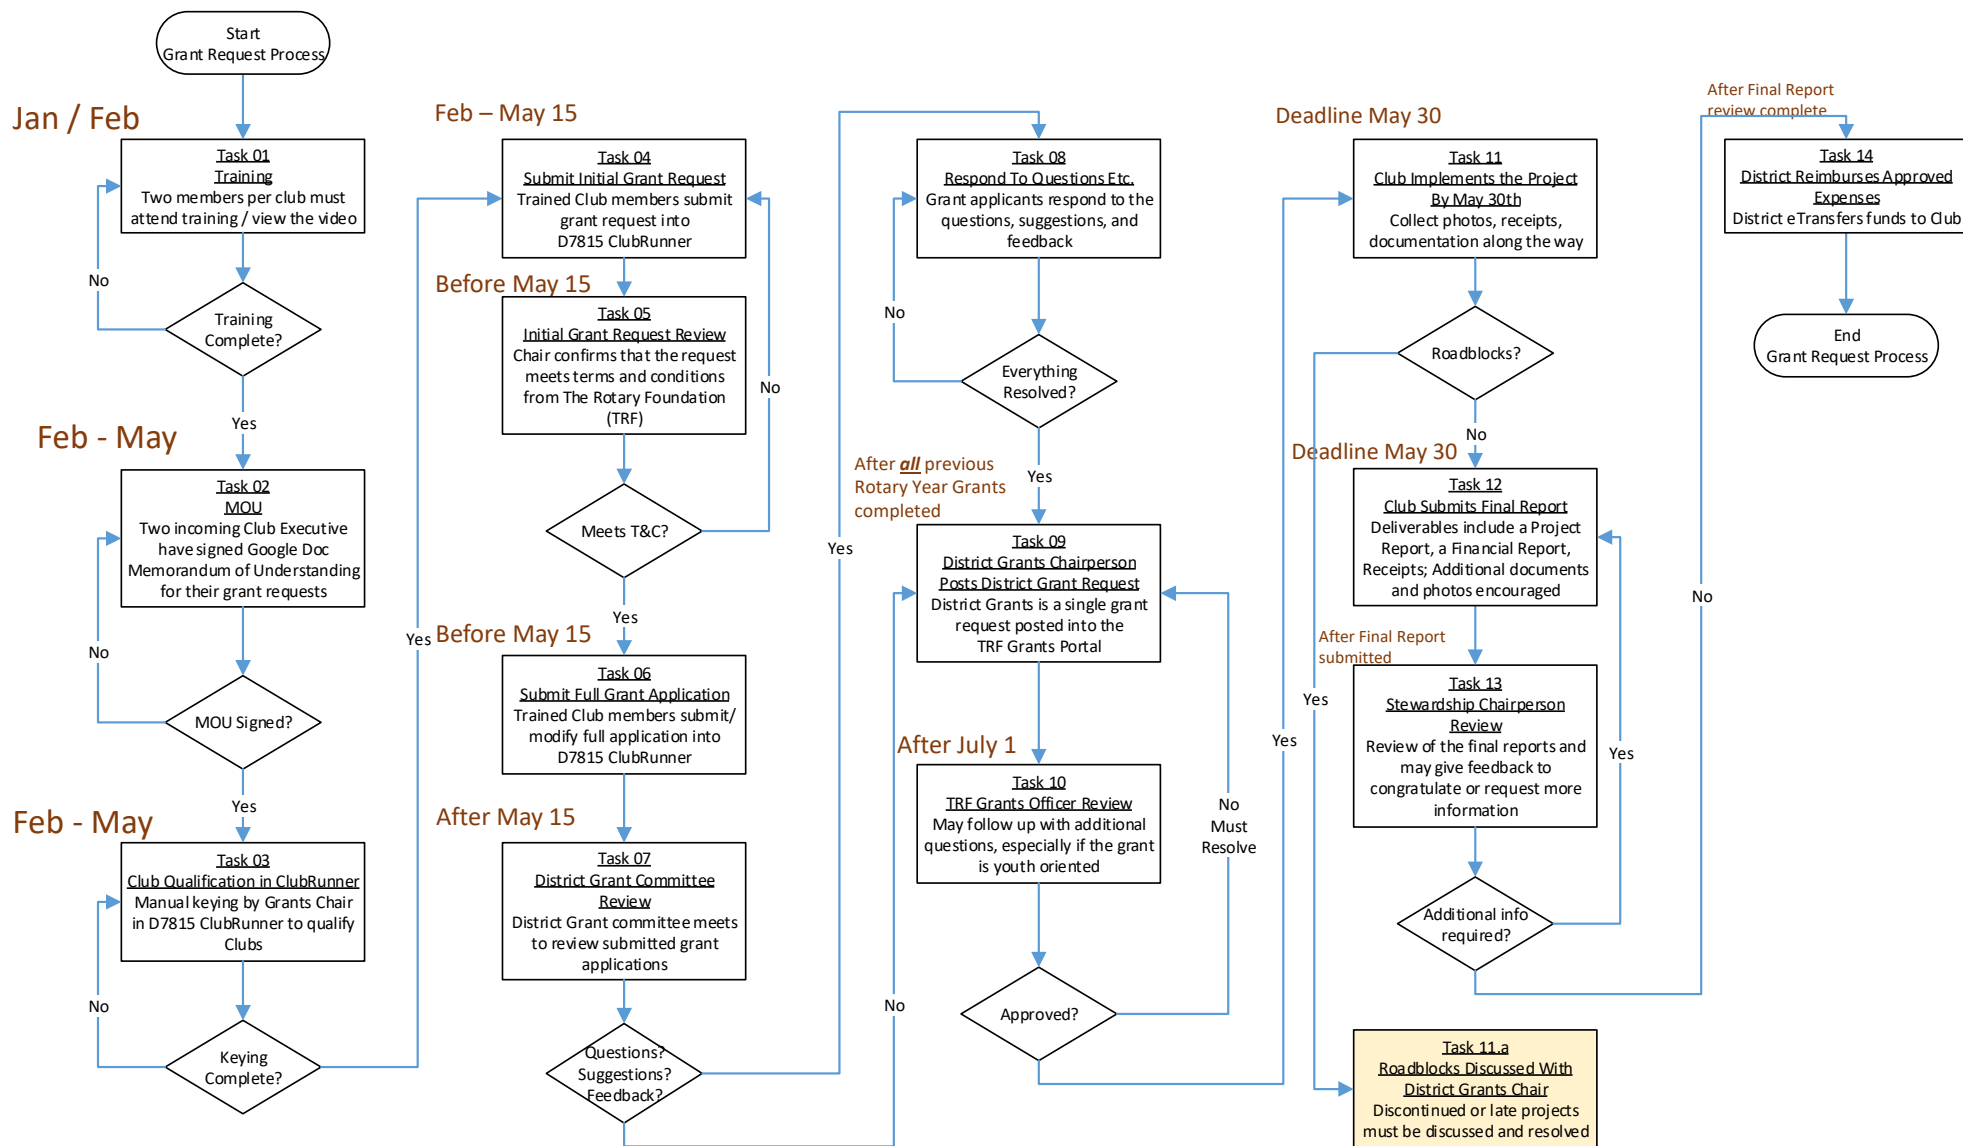 Start
Grant Request Process
Jan / Feb
Task 01
Training
Two members per club must
attend training / view the video
No
Training
Complete?
Yes
Feb - May
Task 02
MOU
Two incoming Club Executive
have signed Google Doc
Memorandum of Understanding
for their grant requests
No
MOU Signed?
Yes
Feb - May
Task 03
Club Qualification in ClubRunner
Manual keying by Grants Chair
in D7815 ClubRunner to qualify
Clubs
No
Keying
Complete?
Yes
Feb – May 15
Task 04
Submit Initial Grant Request
Trained Club members submit
grant request into
D7815 ClubRunner
Before May 15
Task 05
Initial Grant Request Review
Chair confirms that the request
meets terms and conditions
from The Rotary Foundation
(TRF)
No
Meets T&C?
Yes
Before May 15
Task 06
Submit Full Grant Application
Trained Club members submit/
modify full application into
D7815 ClubRunner
After May 15
Task 07
District Grant Committee
Review
District Grant committee meets
to review submitted grant
applications
Questions?
Suggestions?
Feedback?
Yes
No
Task 08
Respond To Questions Etc.
Grant applicants respond to the
questions, suggestions, and
feedback
No
Everything
Resolved?
Yes
After all previous
Rotary Year Grants
completed
Task 09
District Grants Chairperson
Posts District Grant Request
District Grants is a single grant
request posted into the
TRF Grants Portal
After July 1
Task 10
TRF Grants Officer Review
May follow up with additional
questions, especially if the grant
is youth oriented
No
Must
Resolve
Approved?
Yes
Deadline May 30
Task 11
Club Implements the Project
By May 30th
Collect photos, receipts,
documentation along the way
Roadblocks?
No
Yes
Deadline May 30
Task 12
Club Submits Final Report
Deliverables include a Project
Report, a Financial Report,
Receipts; Additional documents
and photos encouraged
After Final Report
submitted
Task 13
Stewardship Chairperson
Review
Review of the final reports and
may give feedback to
congratulate or request more
information
Yes
Additional info
required?
No
Task 11.a
Roadblocks Discussed With
District Grants Chair
Discontinued or late projects
must be discussed and resolved
After Final Report
review complete
Task 14
District Reimburses Approved
Expenses
District eTransfers funds to Club
End
Grant Request Process